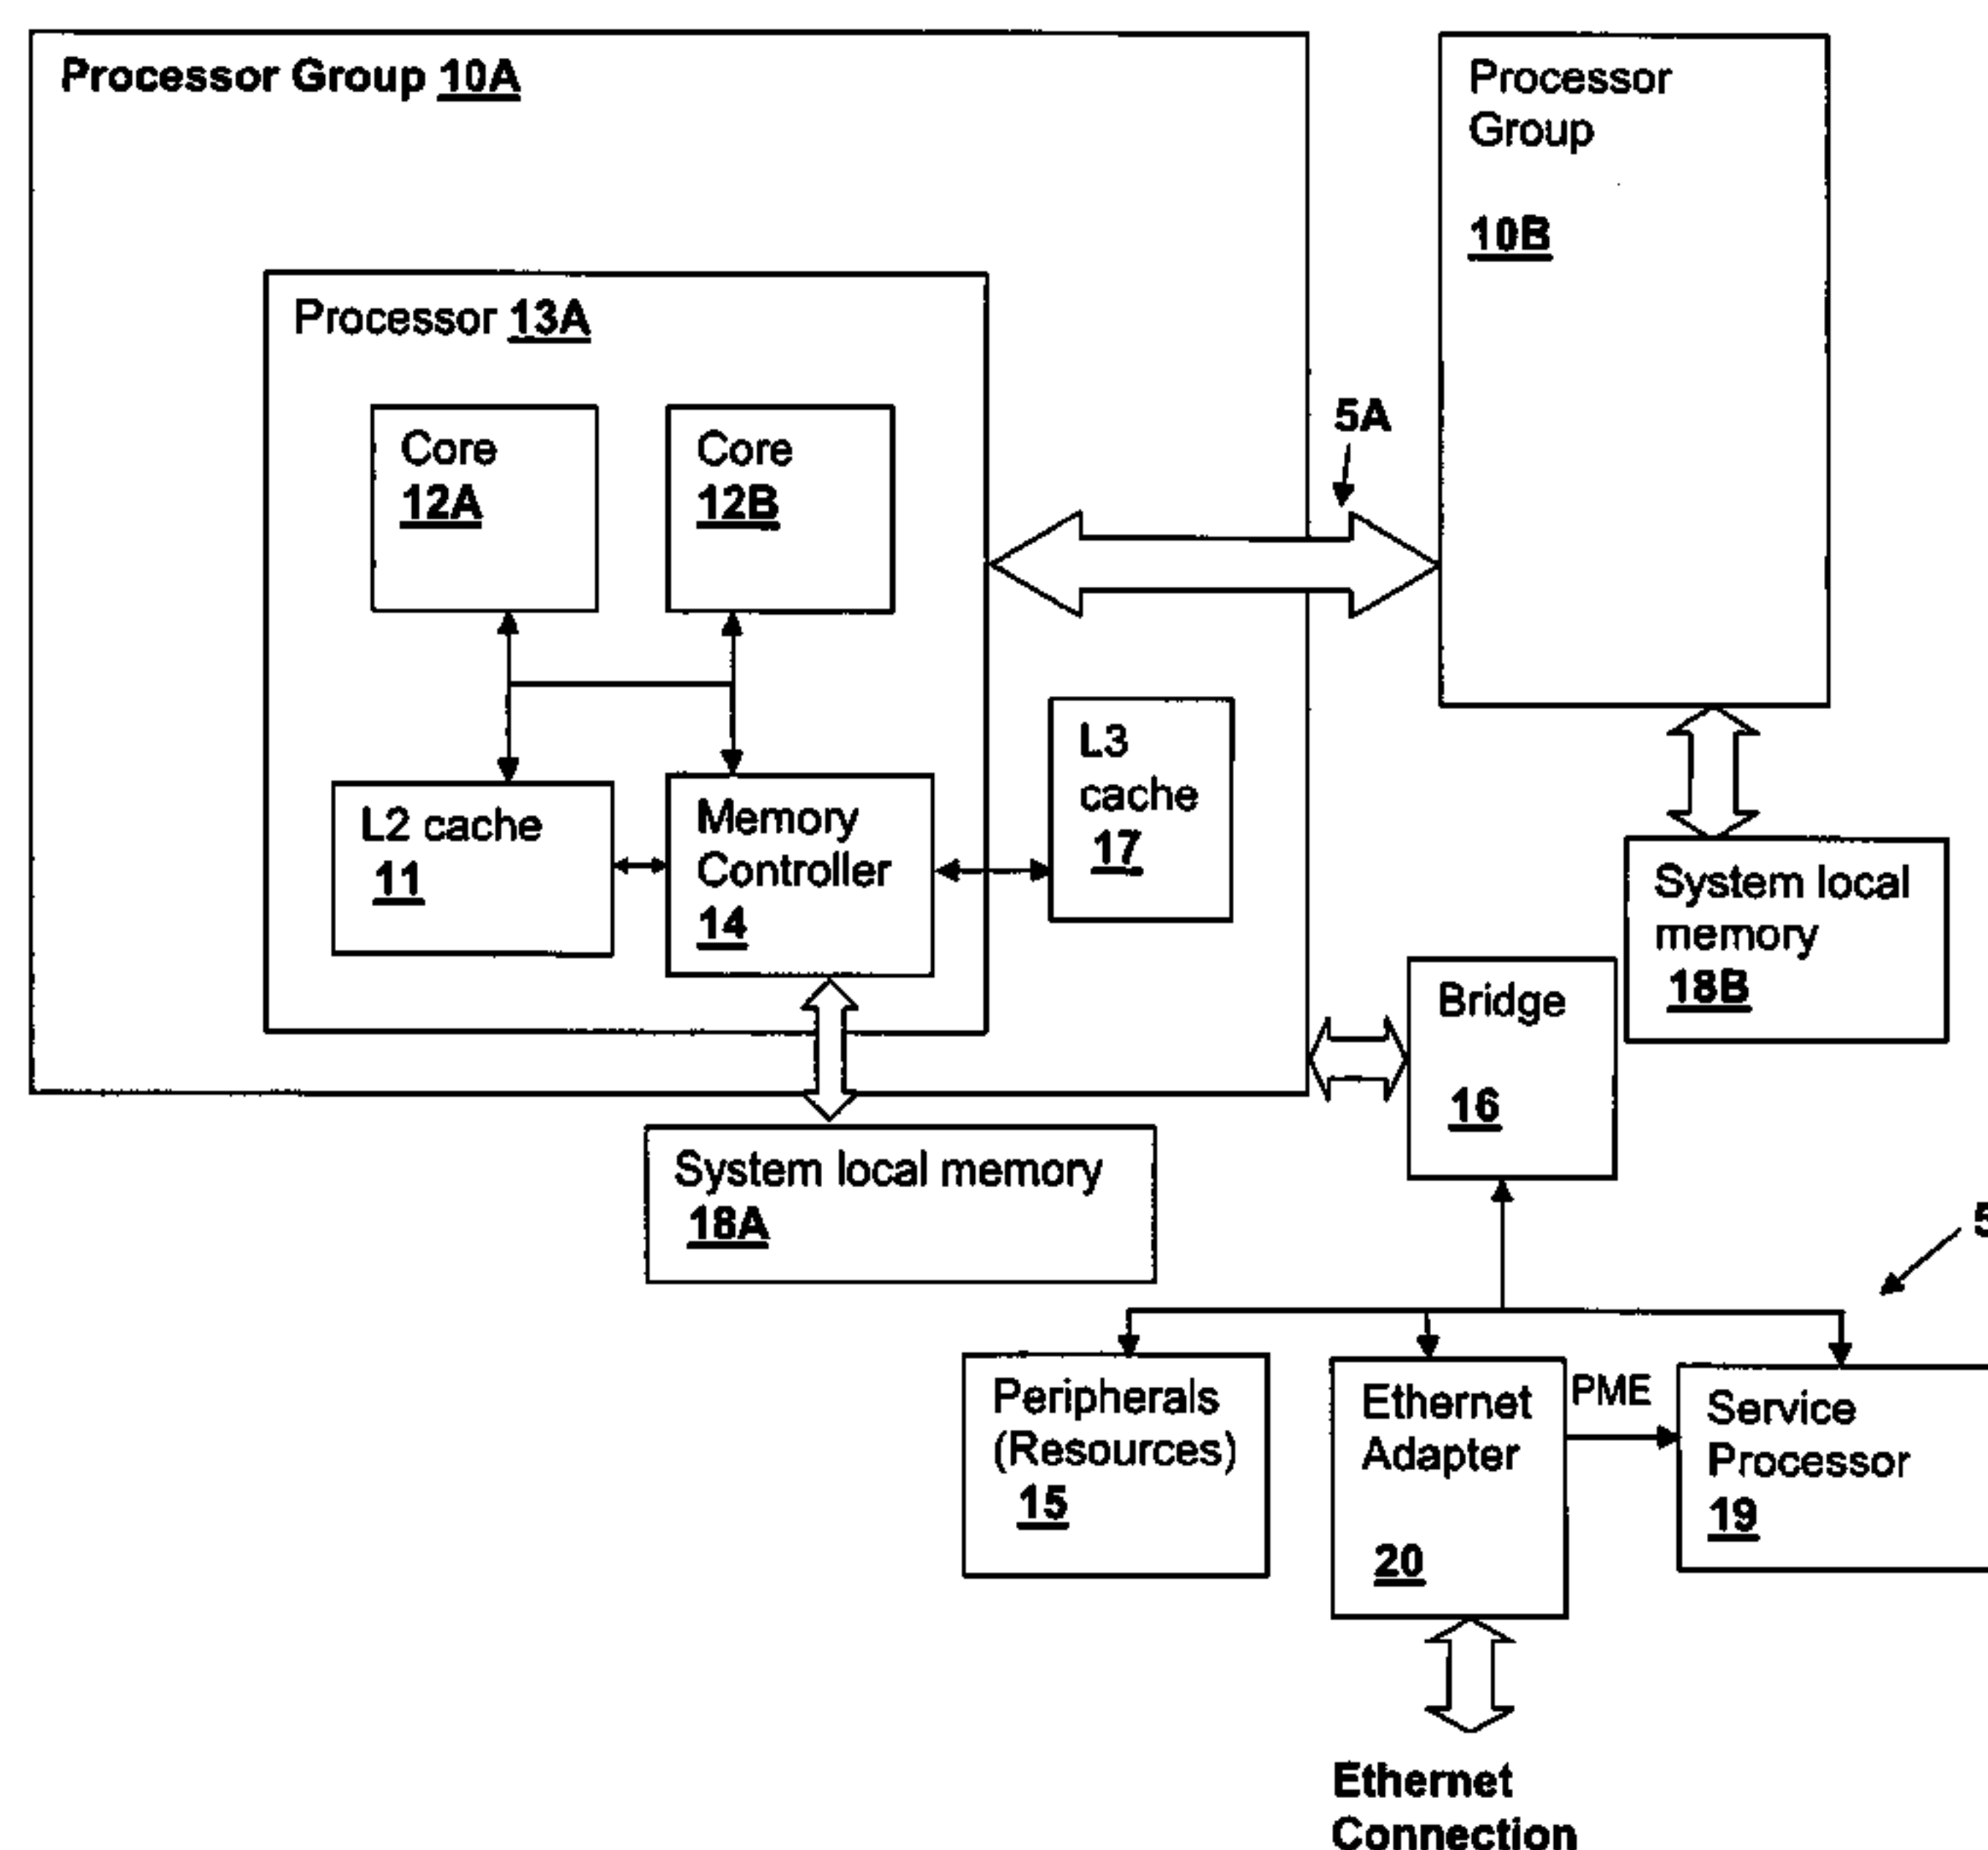 Processor Group 10A
Processor
Group
10B
Processor 13A
Core
12A
Core
12B
5A
L2 cache
11
Memory
Controller
14
L3
cache
17
System local
memory
18B
Bridge
16
System local memory
18A
5
Peripherals
(Resources)
15
Ethernet
Adapter
20
PME
Service
Processor
19
Ethernet
Connection